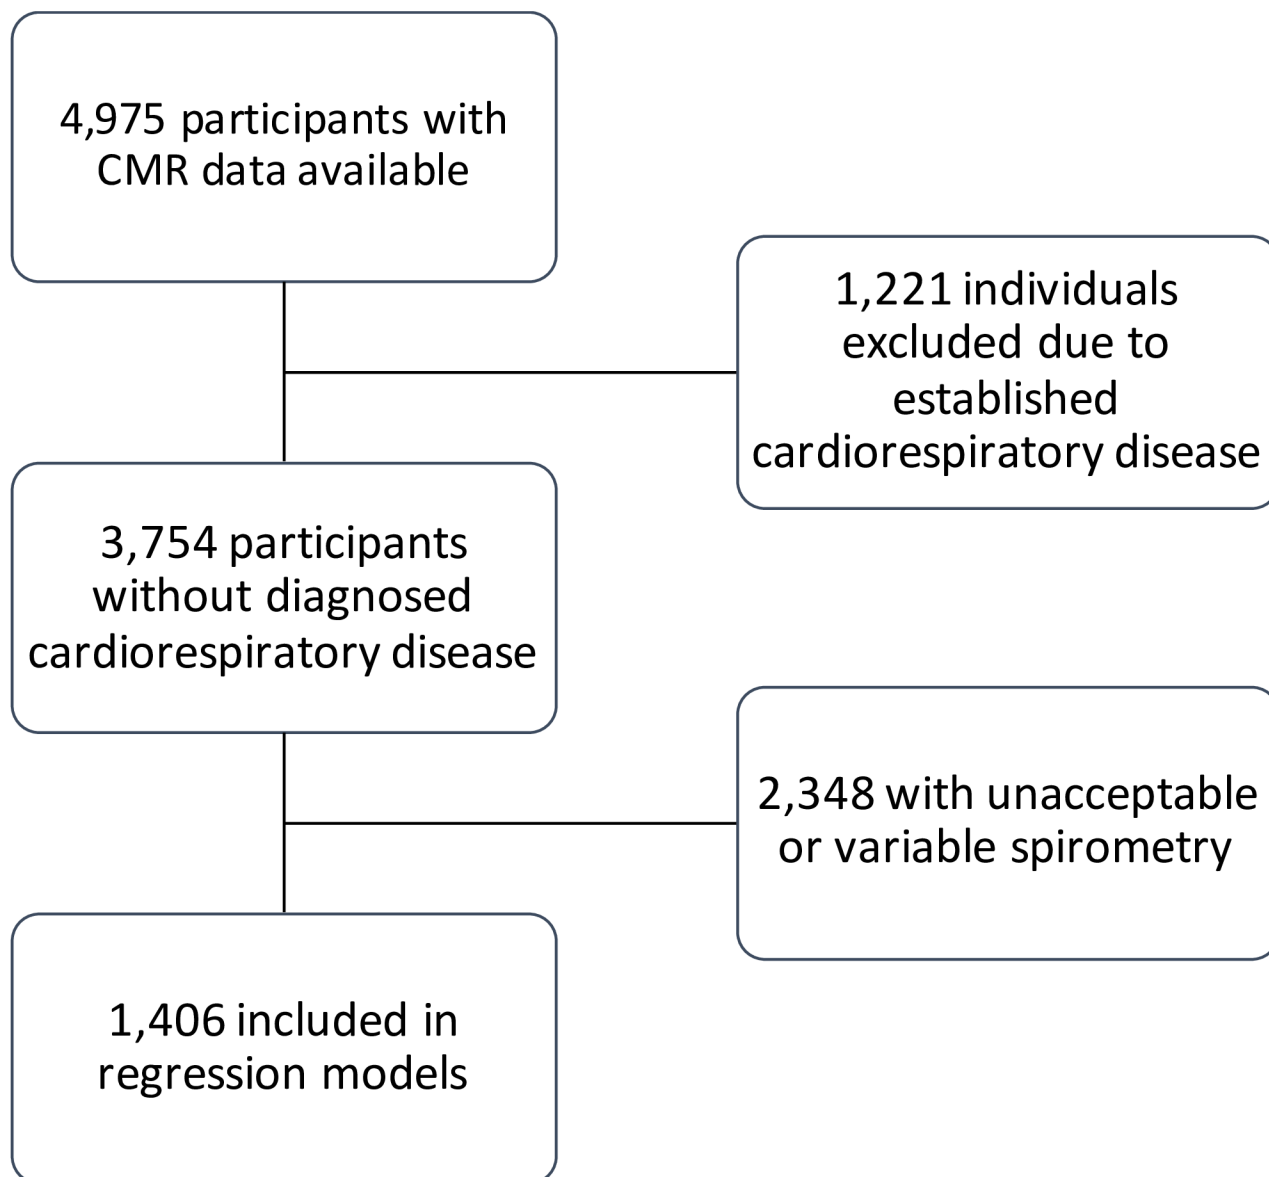 4,975 participants with
CMR data available
1,221 individuals
excluded due to
established
cardiorespiratory disease
3,754 participants
without diagnosed
cardiorespiratory disease
2,348 with unacceptable
or variable spirometry
1,406 included in
regression models